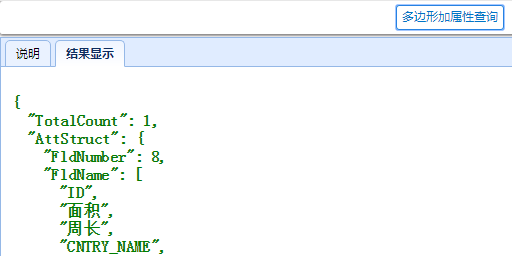 多边形加属性查询
说明 结果显示
{
"TotalCount": 1,
"AttStruct": {
"FldNumber": 8,
"FldName": [
"ID",
"面积",
"周长",
"CNTRY_NAME",